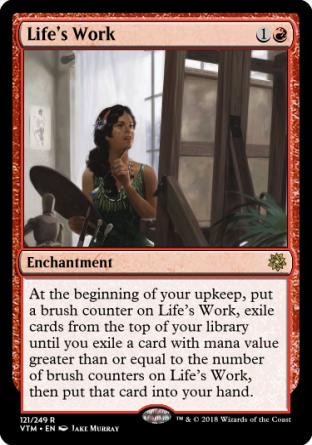 Life's Work 1
Enchantment
At the beginning of your upkeep, put
a brush counter on Life's Work, exile
cards from the top of your library
until you exile a card with mana value
greater than or equal to the number
of brush counters on Life's Work,
then put that card into your hand.
121/249 R
VTM • EN JAKE MURRAY
™ & © 2018 Wizards of the Coast